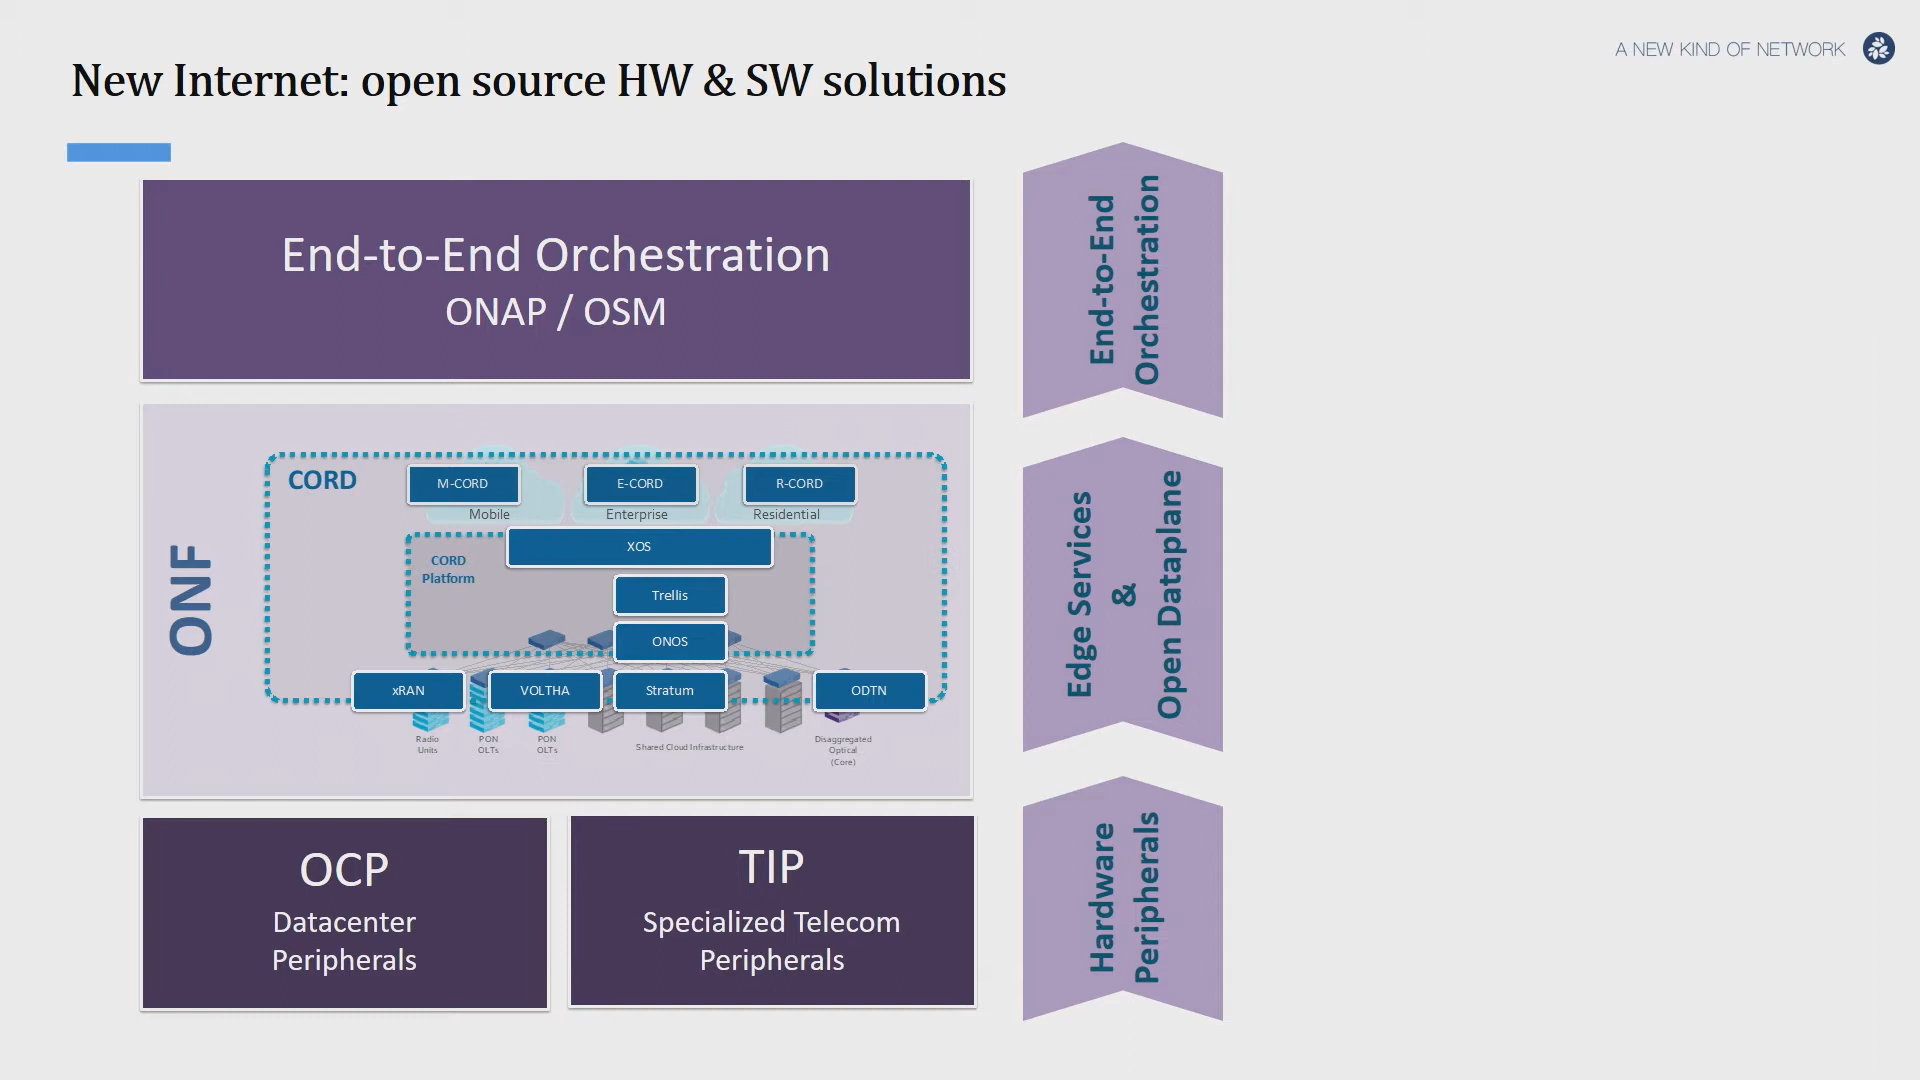 A NEW KIND OF NETWORK
New Internet: open source HW & SW solutions
End-to-End Orchestration
ONAP / OSM
End-to-End
Orchestration
ONF
CORD
M-CORD
E-CORD
R-CORD
Mobile
Enterprise
Residential
XOS
CORD
Platform
Trellis
ONOS
xRAN
VOLTHA
Stratum
ODTN
Radio
Units
PON
OLTs
PON
OLTs
Shared Cloud Infrastructure
Disaggregated
Optical
(Core)
Edge Services
&
Open Dataplane
OCP
Datacenter
Peripherals
TIP
Specialized Telecom
Peripherals
Hardware
Peripherals